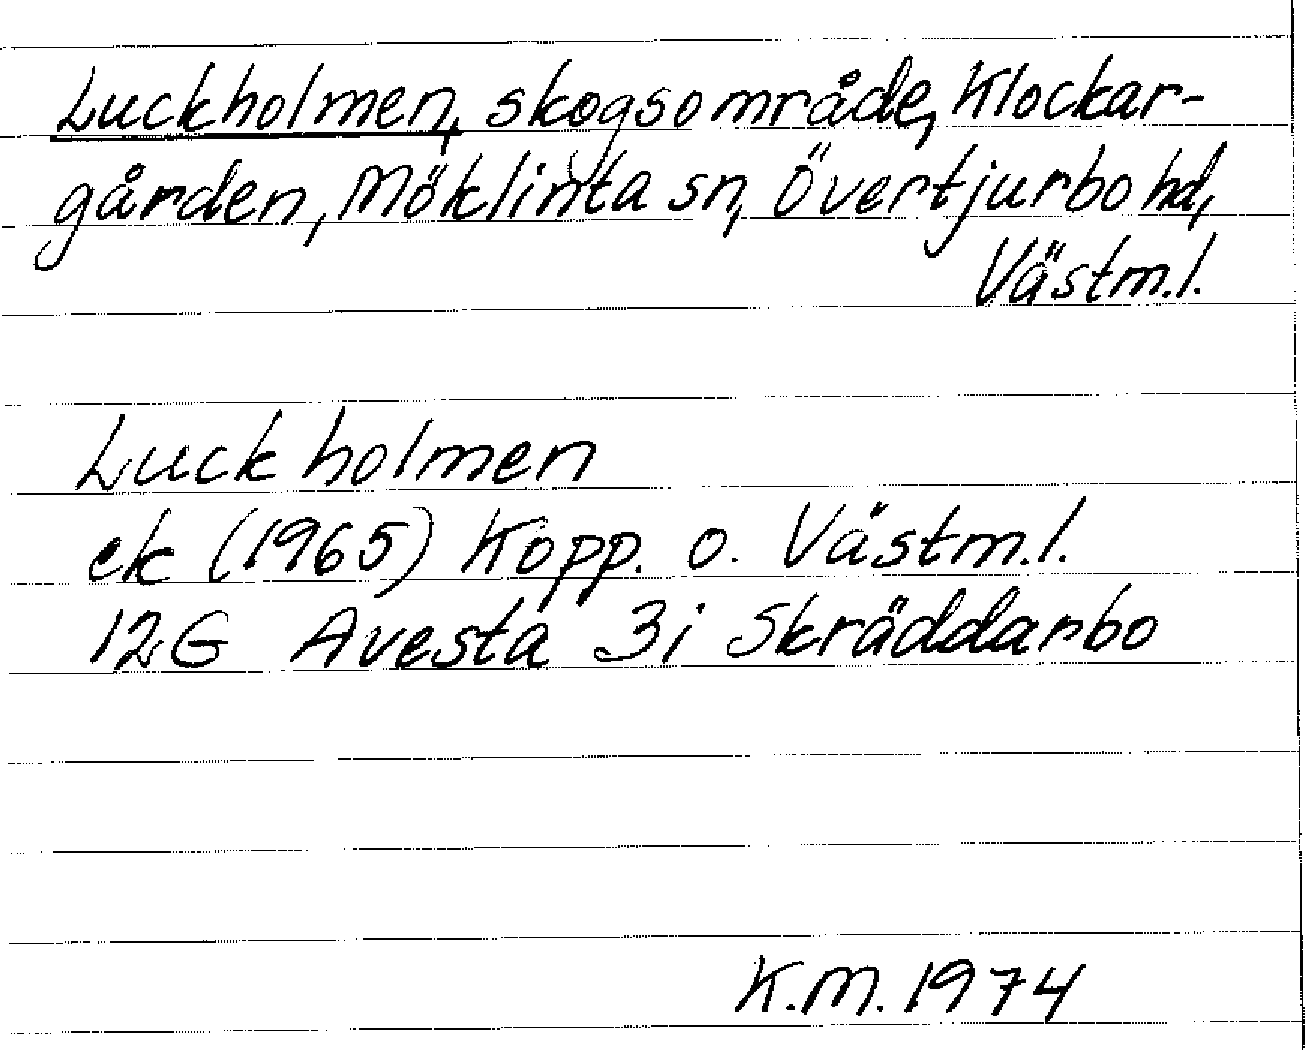 Luckholmen, skogsområde, Klockar-
gården, Möklinta sn, Övertjurbo hd,
Västm.l.
Luckholmen
ek (1965) Kopp. o. Västm.l.
12G Avesta 3i Skräddarbo
K.M. 1974